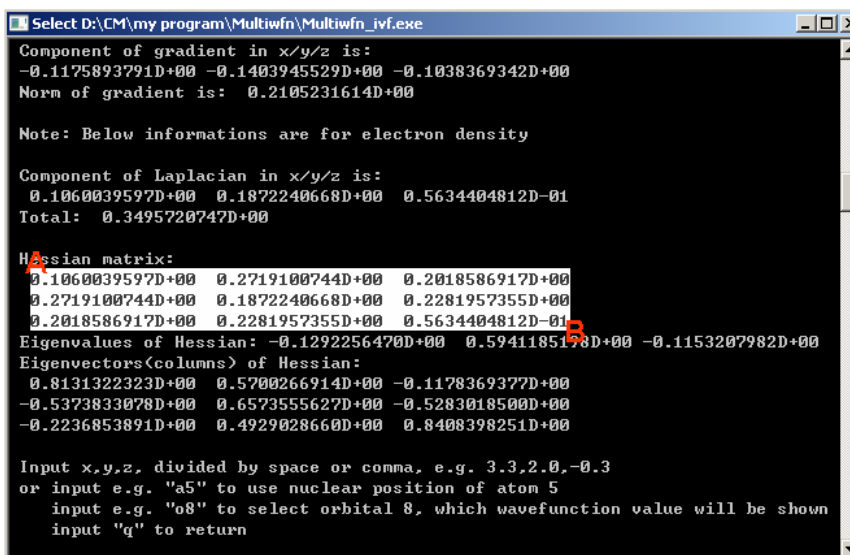 Select D:\CM\my program\Multiwfn\Multiwfn_ivf.exe
Component of gradient in x/y/z is:
-0.1175893791D+00 -0.1403945529D+00 -0.1038369342D+00
Norm of gradient is:  0.2105231614D+00
Note: Below informations are for electron density
Component of Laplacian in x/y/z is:
0.1060039597D+00  0.1872240668D+00  0.5634404812D-01
Total:  0.3495720747D+00
Hessian matrix:
A
0.1060039597D+00  0.2719100744D+00  0.2018586917D+00
0.2719100744D+00  0.1872240668D+00  0.2281957355D+00
0.2018586917D+00  0.2281957355D+00  0.5634404812D-01
B
Eigenvalues of Hessian: -0.1292256470D+00  0.5941185198D+00 -0.1153207982D+00
Eigenvectors(columns) of Hessian:
0.8131322323D+00  0.5700266914D+00 -0.1178369377D+00
-0.5373833078D+00  0.6573555627D+00 -0.5283018500D+00
-0.2236853891D+00  0.4929028660D+00  0.8408398251D+00
Input x,y,z, divided by space or comma, e.g. 3.3,2.0,-0.3
or input e.g. "a5" to use nuclear position of atom 5
input e.g. "o8" to select orbital 8, which wavefunction value will be shown
input "q" to return